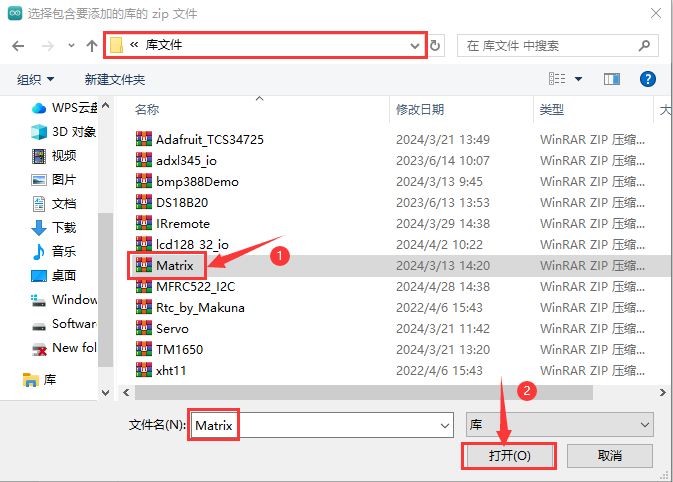 选择包含要添加的库的 zip 文件
« 库文件
在 库文件 中搜索
组织 新建文件夹
名称 修改日期 类型 大
WPS云盘
3D 对象
视频
图片
文档
下载
音乐
桌面
Window
Software
New fol
库
Adafruit_TCS34725 2024/3/21 13:49 WinRAR ZIP 压缩...
adxl345_io 2023/6/14 10:07 WinRAR ZIP 压缩...
bmp388Demo 2024/3/13 9:45 WinRAR ZIP 压缩...
DS18B20 2023/6/13 13:53 WinRAR ZIP 压缩...
IRremote 2024/3/29 14:38 WinRAR ZIP 压缩...
lcd128_32_io 2024/4/2 10:22 WinRAR ZIP 压缩...
Matrix 2024/3/13 14:20 WinRAR ZIP 压缩...
MFRC522_I2C 2024/4/28 14:38 WinRAR ZIP 压缩...
Rtc_by_Makuna 2022/4/6 15:43 WinRAR ZIP 压缩...
Servo 2024/3/21 11:42 WinRAR ZIP 压缩...
TM1650 2024/3/21 13:20 WinRAR ZIP 压缩...
xht11 2022/4/6 15:43 WinRAR ZIP 压缩...
1
2
文件名(N): Matrix 库
打开(O) 取消